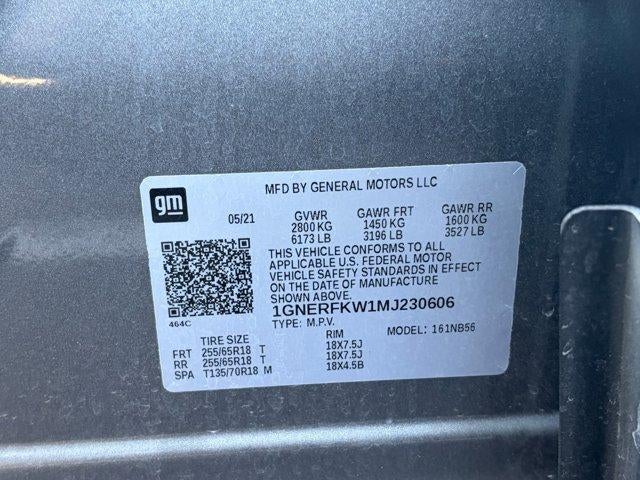 MFD BY GENERAL MOTORS LLC
gm
05/21 GVWR GAWR FRT GAWR RR
2800 KG 1450 KG 1600 KG
6173 LB 3196 LB 3527 LB
THIS VEHICLE CONFORMS TO ALL
APPLICABLE U.S. FEDERAL MOTOR
VEHICLE SAFETY STANDARDS IN EFFECT
ON THE DATE OF MANUFACTURE
SHOWN ABOVE.
1GNERFKW1MJ230606
464C TYPE: M.P.V. MODEL: 161NB56
TIRE SIZE RIM
FRT 255/65R18 T 18X7.5J
RR 255/65R18 T 18X7.5J
SPA T135/70R18 M 18X4.5B